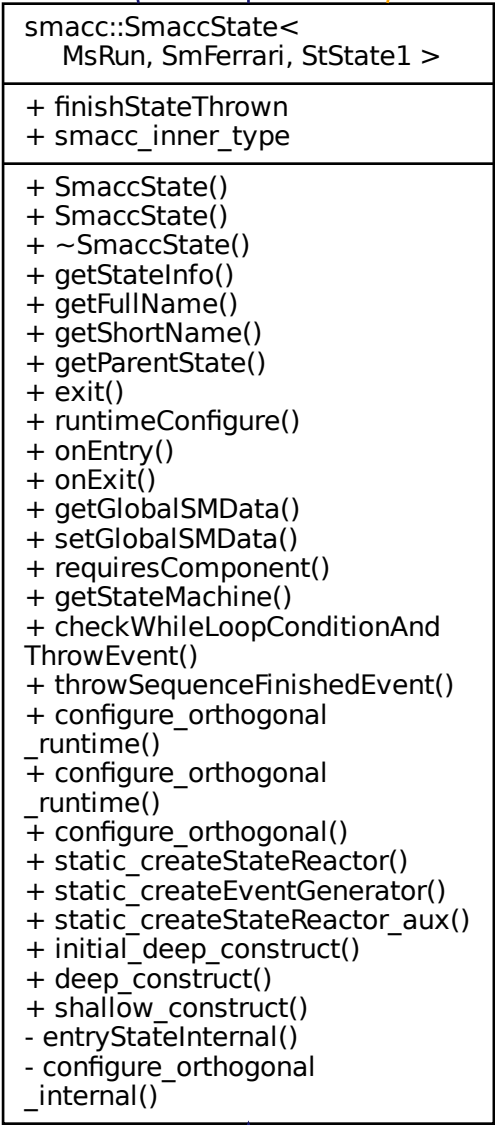 smacc::SmaccState<
MsRun, SmFerrari, StState1 >
+ finishStateThrown
+ smacc_inner_type
+ SmaccState()
+ SmaccState()
+ ~SmaccState()
+ getStateInfo()
+ getFullName()
+ getShortName()
+ getParentState()
+ exit()
+ runtimeConfigure()
+ onEntry()
+ onExit()
+ getGlobalSMData()
+ setGlobalSMData()
+ requiresComponent()
+ getStateMachine()
+ checkWhileLoopConditionAnd
ThrowEvent()
+ throwSequenceFinishedEvent()
+ configure_orthogonal
_runtime()
+ configure_orthogonal
_runtime()
+ configure_orthogonal()
+ static_createStateReactor()
+ static_createEventGenerator()
+ static_createStateReactor_aux()
+ initial_deep_construct()
+ deep_construct()
+ shallow_construct()
- entryStateInternal()
- configure_orthogonal
_internal()